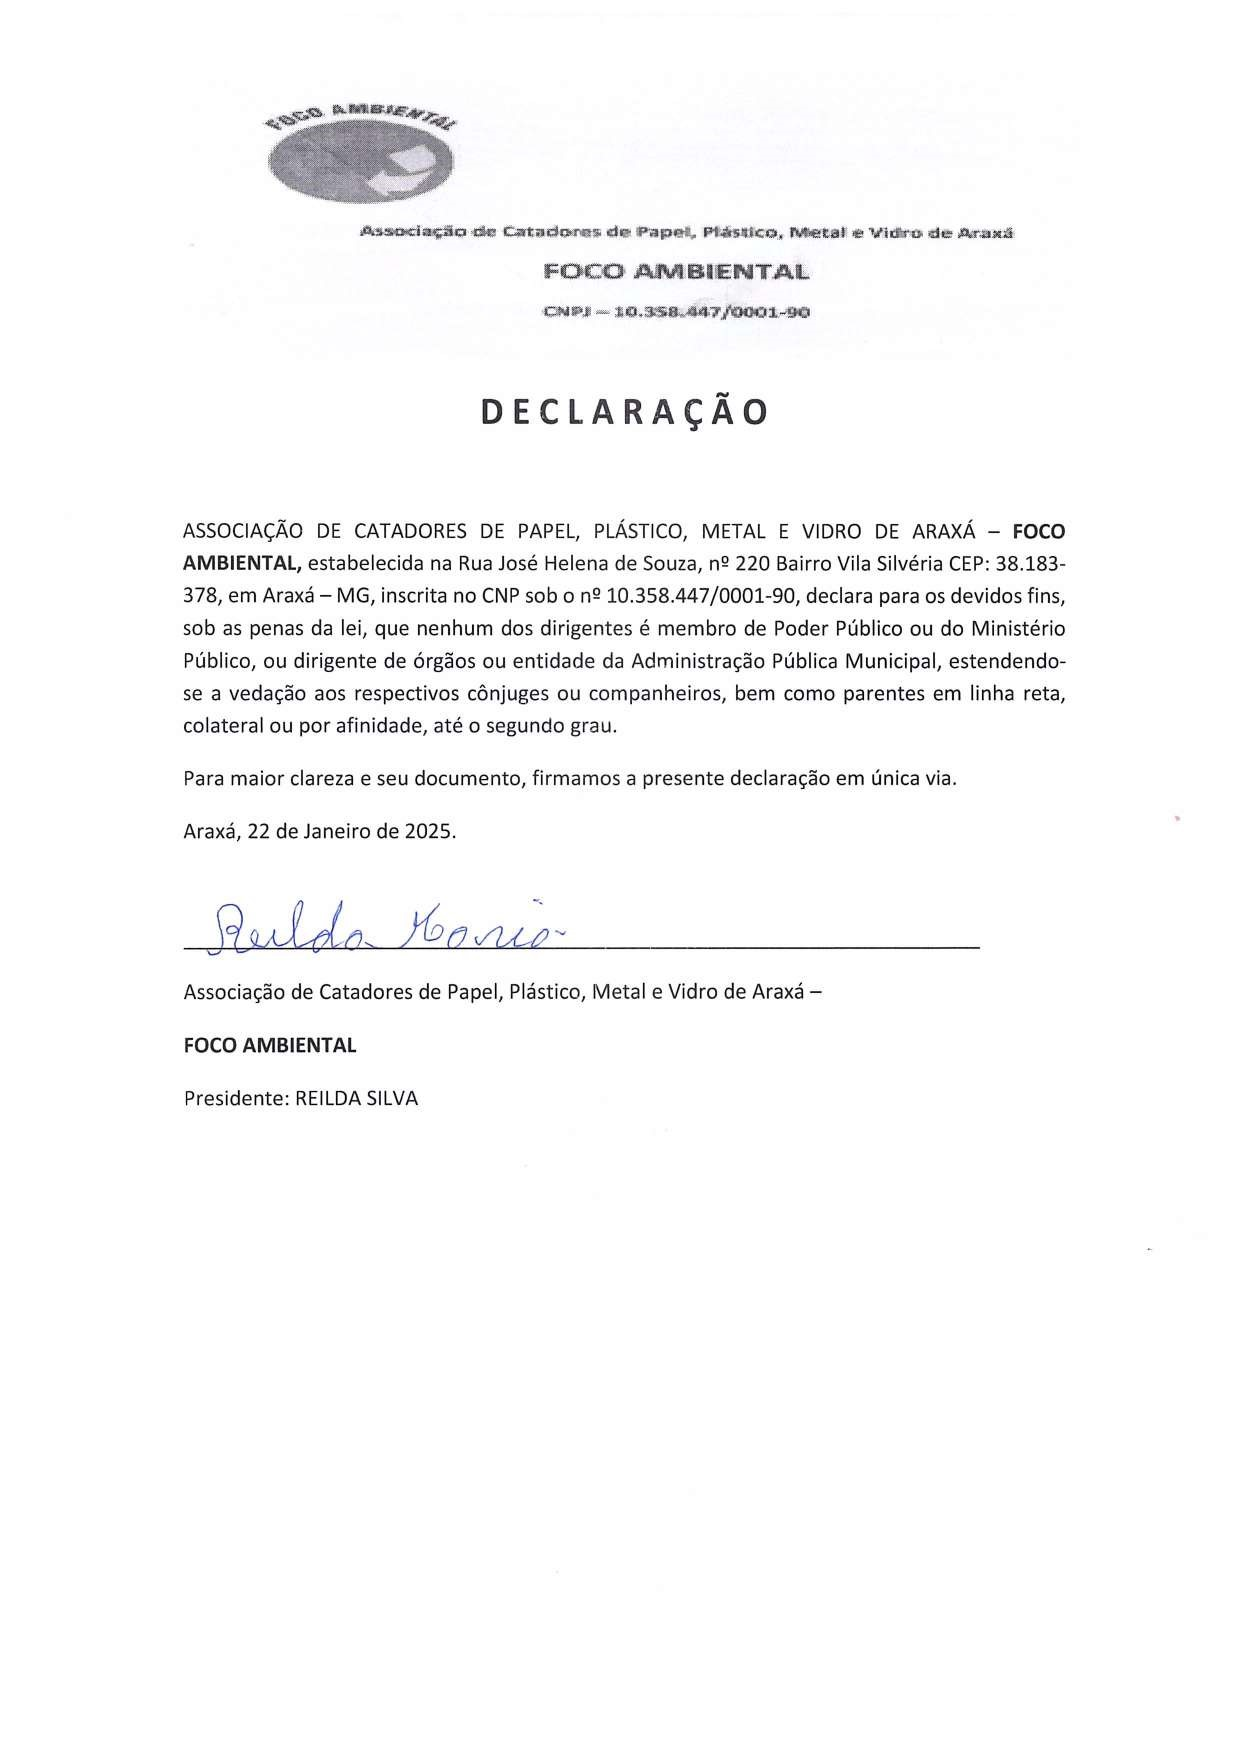 FOCO AMBIENTAL
Associação de Catadores de Papel, Plástico, Metal e Vidro de Araxá
FOCO AMBIENTAL
CNPJ – 10.358.447/0001-90
DECLARAÇÃO
ASSOCIAÇÃO DE CATADORES DE PAPEL, PLÁSTICO, METAL E VIDRO DE ARAXÁ – FOCO
AMBIENTAL, estabelecida na Rua José Helena de Souza, nº 220 Bairro Vila Silvéria CEP: 38.183-
378, em Araxá – MG, inscrita no CNP sob o nº 10.358.447/0001-90, declara para os devidos fins,
sob as penas da lei, que nenhum dos dirigentes é membro de Poder Público ou do Ministério
Público, ou dirigente de órgãos ou entidade da Administração Pública Municipal, estendendo-
se a vedação aos respectivos cônjuges ou companheiros, bem como parentes em linha reta,
colateral ou por afinidade, até o segundo grau.
Para maior clareza e seu documento, firmamos a presente declaração em única via.
Araxá, 22 de Janeiro de 2025.
Reilda Maria
Associação de Catadores de Papel, Plástico, Metal e Vidro de Araxá –
FOCO AMBIENTAL
Presidente: REILDA SILVA